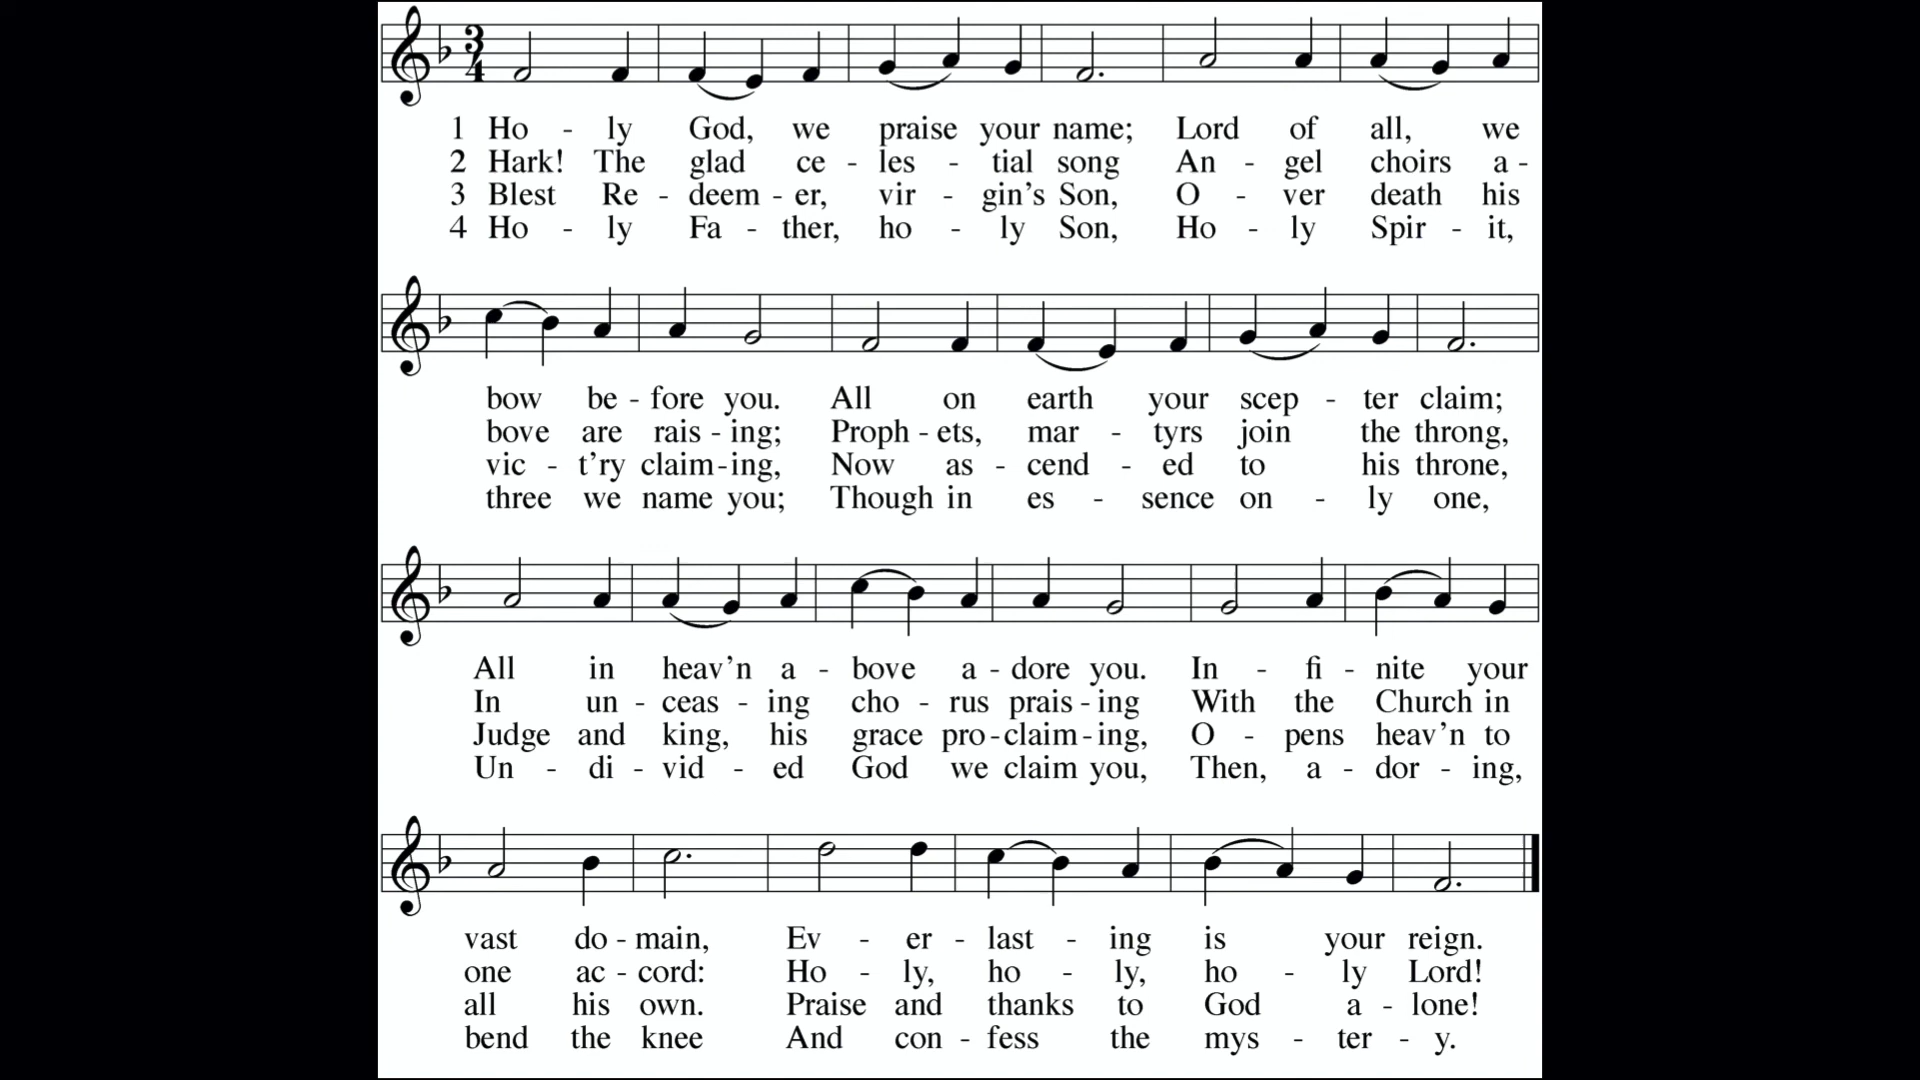 3
4
1 Ho - ly God, we praise your name; Lord of all, we
2 Hark! The glad ce - les - tial song An - gel choirs a -
3 Blest Re - deem - er, vir - gin's Son, O - ver death his
4 Ho - ly Fa - ther, ho - ly Son, Ho - ly Spir - it,
bow be - fore you. All on earth your scep - ter claim;
bove are rais - ing; Proph - ets, mar - tyrs join the throng,
vic - t'ry claim - ing, Now as - cend - ed to his throne,
three we name you; Though in es - sence on - ly one,
All in heav'n a - bove a - dore you. In - fi - nite your
In un - ceas - ing cho - rus prais - ing With the Church in
Judge and king, his grace pro - claim - ing, O - pens heav'n to
Un - di - vid - ed God we claim you, Then, a - dor - ing,
vast do - main, Ev - er - last - ing is your reign.
one ac - cord: Ho - ly, ho - ly, ho - ly Lord!
all his own. Praise and thanks to God a - lone!
bend the knee And con - fess the mys - ter - y.